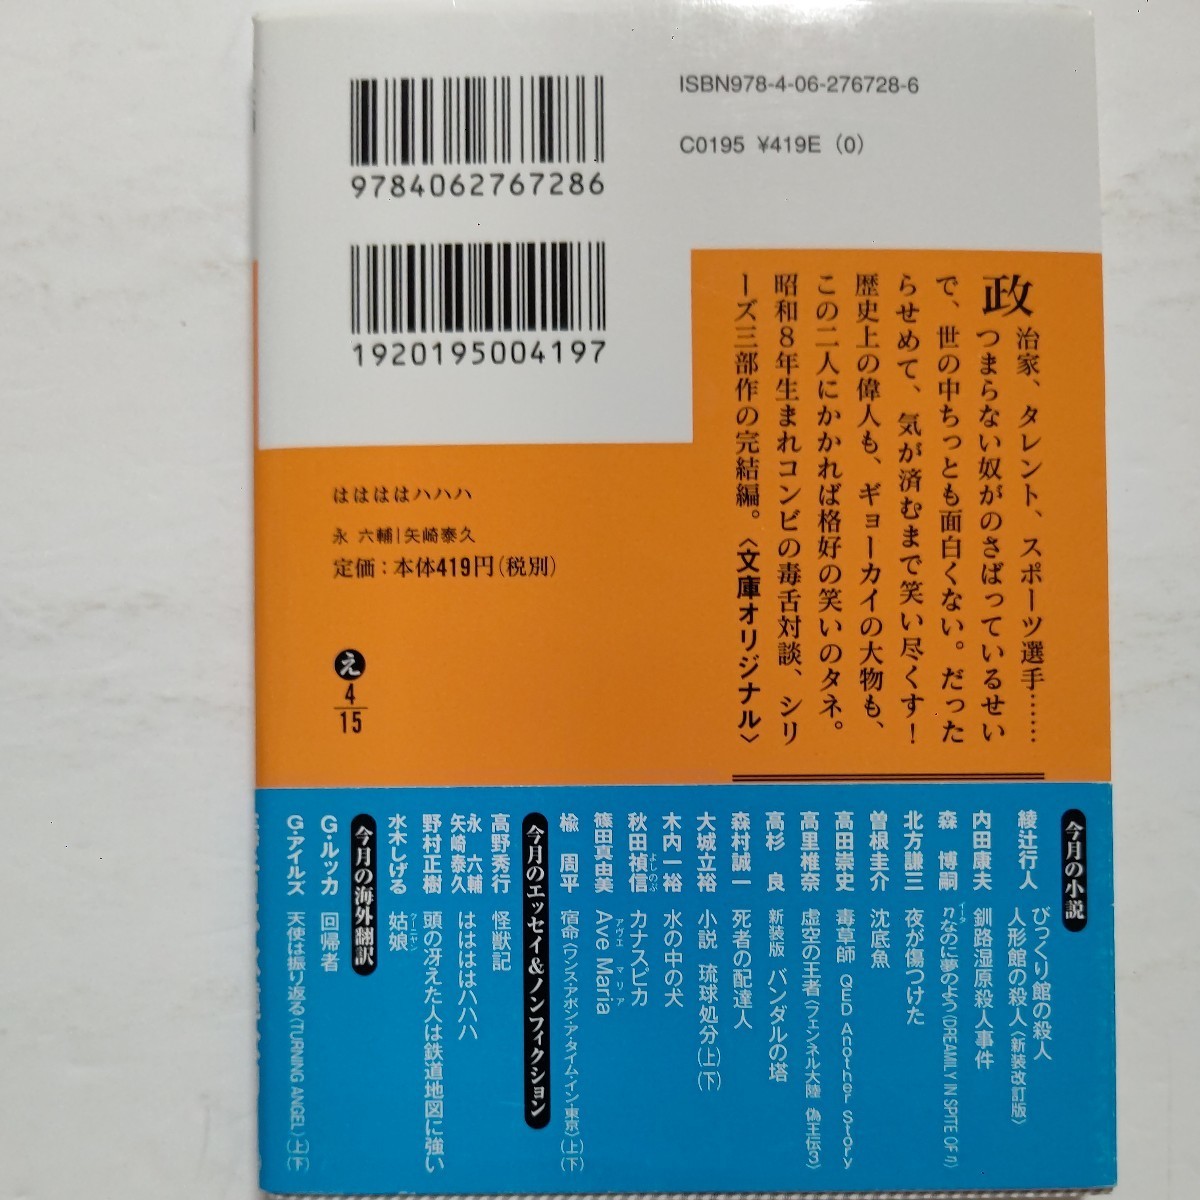 ISBN978-4-06-276728-6
C0195 ¥419E (0)
9784062767286
1920195004197
政治家、タレント、スポーツ選手……
つまらない奴がのさばっているせい
で、世の中ちっとも面白くない。だった
らせめて、気が済むまで笑い尽くす！
歴史上の偉人も、ギョーカイの大物も、
この二人にかかれば格好の笑いのタネ。
昭和８年生まれコンビの毒舌対談、シリ
ーズ三部作の完結編。〈文庫オリジナル〉
はははははハハハ
永 六輔|矢崎泰久
定価：本体419円(税別)
え
4
15
今月の小説
綾辻行人 びっくり館の殺人
人形館の殺人〈新装改訂版〉
内田康夫 釧路湿原殺人事件
森 博嗣 ηなのに夢のよう〈DREAMILY IN SPITE OF η〉
イータ
北方謙三 夜が傷つけた
曽根圭介 沈底魚
高田崇史 毒草師 QED Another Story
高里椎奈 虚空の王者〈フェンネル大陸 偽王伝3〉
高杉 良 新装版 バンダルの塔
森村誠一 死者の配達人
大城立裕 小説 琉球処分(上)(下)
木内一裕 水の中の犬
秋田禎信 カナスピカ
よしのぶ
篠田真由美 Ave Maria
アヴェ マリア
楡 周平 宿命〈ワンス・アポン・ア・タイム・イン・東京〉(上)(下)
今月のエッセイ＆ノンフィクション
高野秀行 怪獣記
永 六輔
矢崎泰久 ははははハハハ
野村正樹 頭の冴えた人は鉄道地図に強い
水木しげる 姑娘
クーニャン
今月の海外翻訳
G・ルッカ 回帰者
G・アイルズ 天使は振り返る〈TURNING ANGEL〉(上)(下)